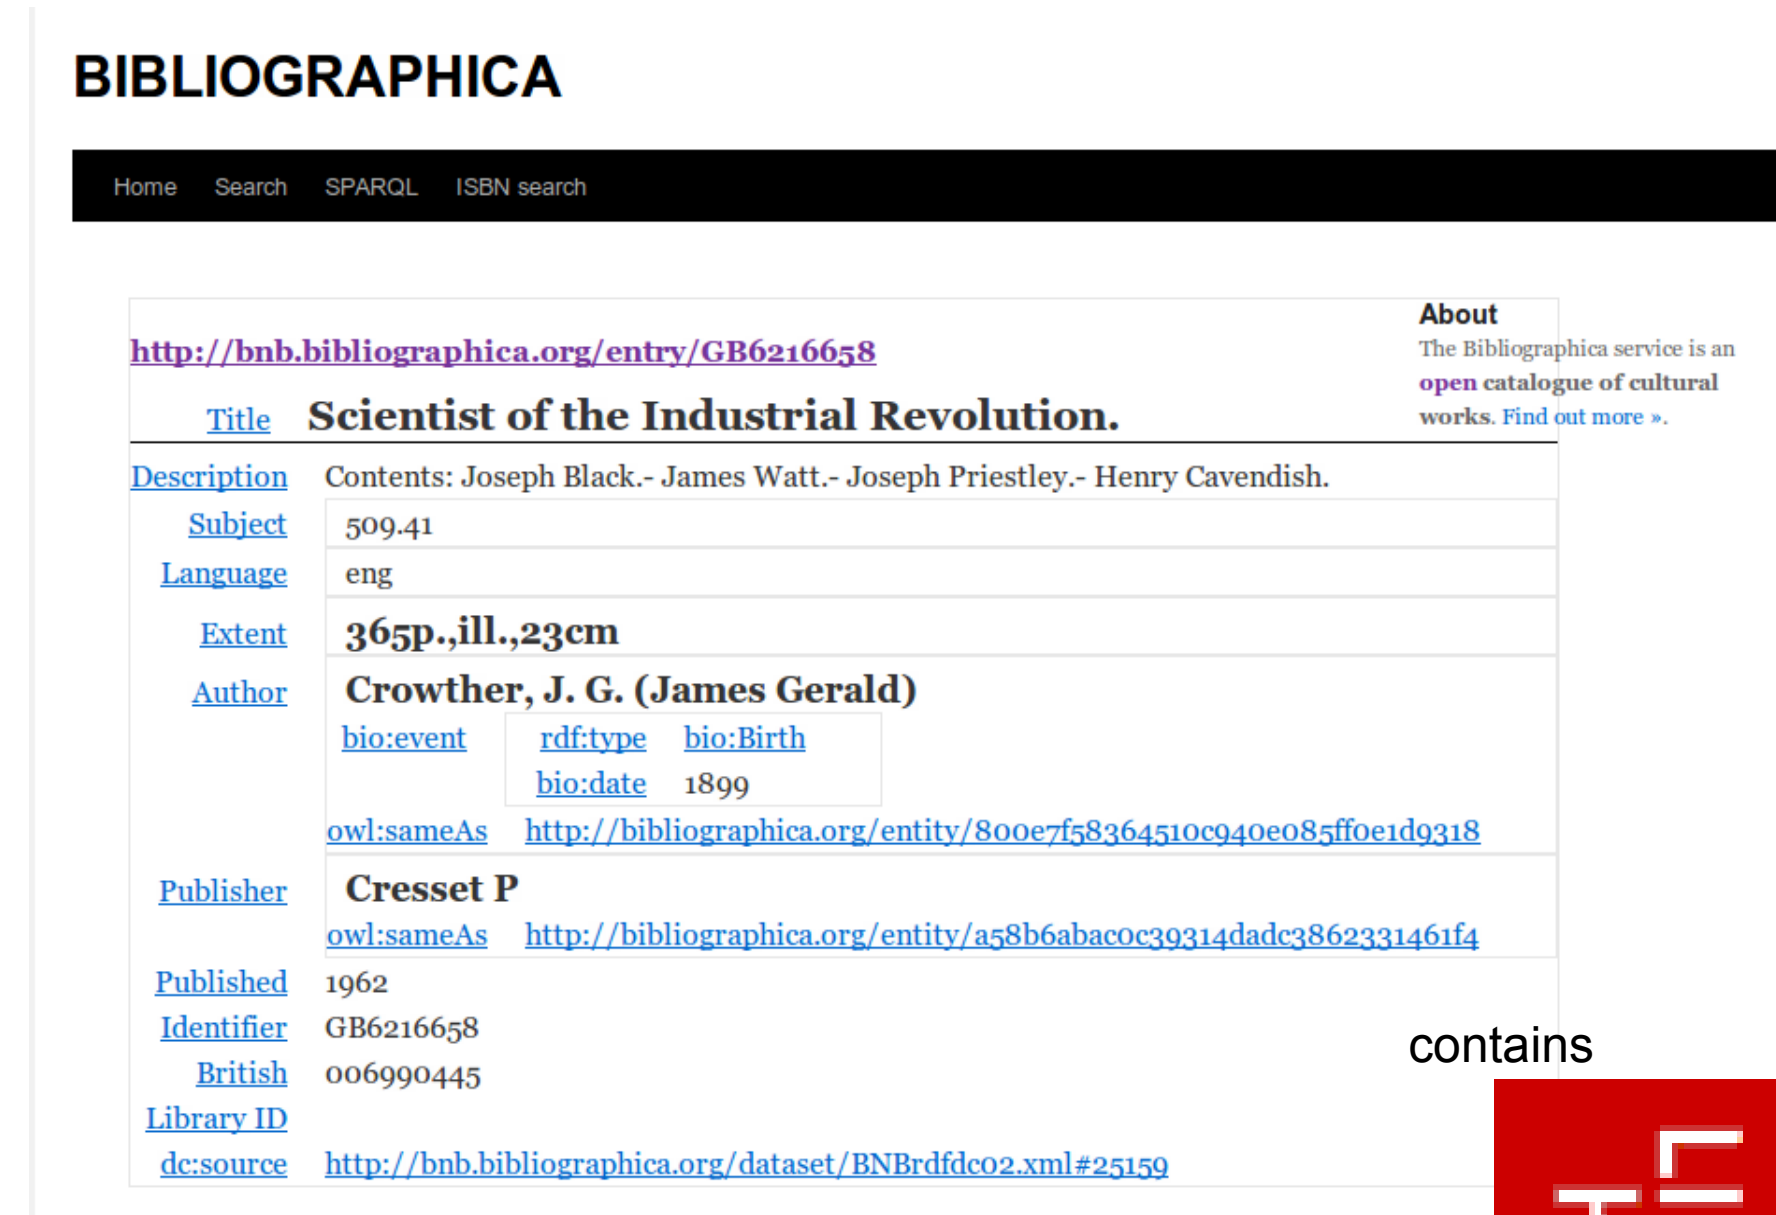 BIBLIOGRAPHICA
Home Search SPARQL ISBN search
http://bnb.bibliographica.org/entry/GB6216658
Title Scientist of the Industrial Revolution.
Description Contents: Joseph Black.- James Watt.- Joseph Priestley.- Henry Cavendish.
Subject 509.41
Language eng
Extent 365p.,ill.,23cm
Author Crowther, J. G. (James Gerald)
bio:event rdf:type bio:Birth
bio:date 1899
owl:sameAs http://bibliographica.org/entity/800e7f58364510c940e085ff0e1d9318
Publisher Cresset P
owl:sameAs http://bibliographica.org/entity/a58b6abac0c39314dadc3862331461f4
Published 1962
Identifier GB6216658
British 006990445
Library ID
dc:source http://bnb.bibliographica.org/dataset/BNBrdfdc02.xml#25159
About
The Bibliographica service is an
open catalogue of cultural
works. Find out more ».
contains